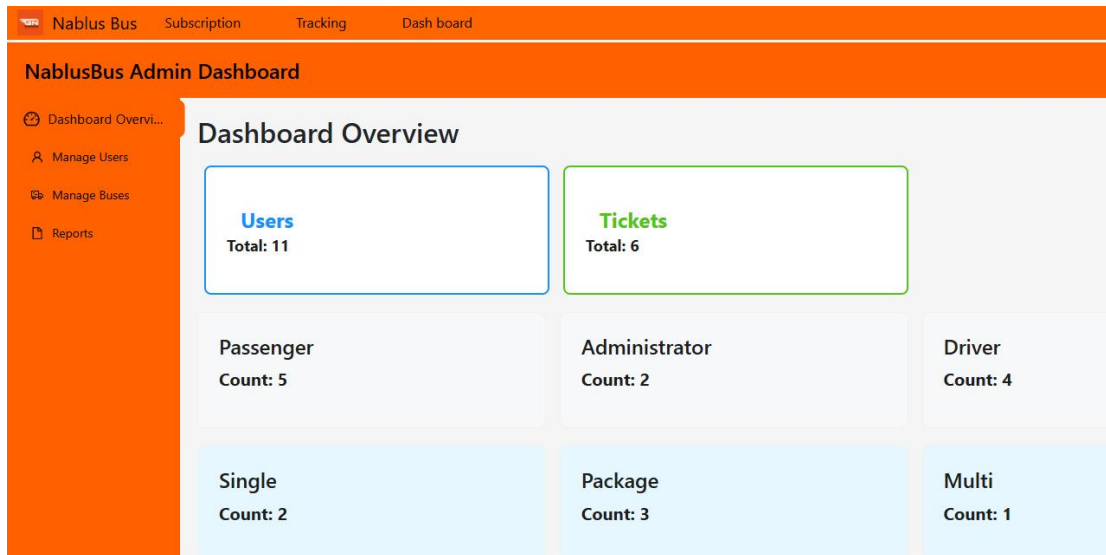 Nablus Bus Subscription Tracking Dash board
NablusBus Admin Dashboard
Dashboard Overvi...
Manage Users
Manage Buses
Reports
Dashboard Overview
Users
Total: 11
Tickets
Total: 6
Passenger
Count: 5
Administrator
Count: 2
Driver
Count: 4
Single
Count: 2
Package
Count: 3
Multi
Count: 1